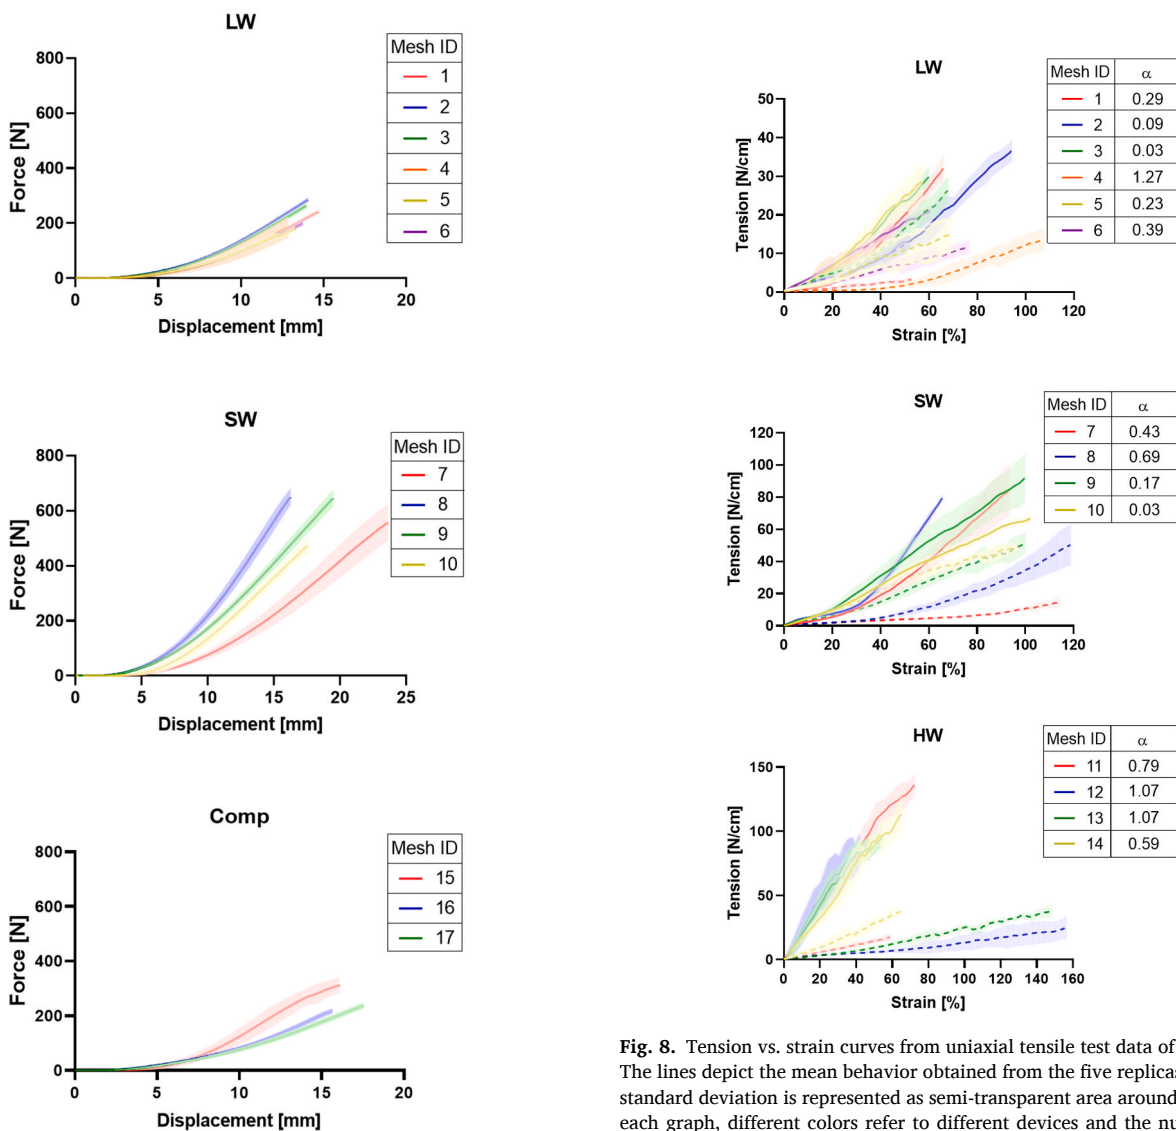 LW
Force [N]
800
600
400
200
0
0 5 10 15 20
Displacement [mm]
Mesh ID
1
2
3
4
5
6
SW
Force [N]
800
600
400
200
0
0 5 10 15 20 25
Displacement [mm]
Mesh ID
7
8
9
10
Comp
Force [N]
800
600
400
200
0
0 5 10 15 20
Displacement [mm]
Mesh ID
15
16
17
LW
Tension [N/cm]
50
40
30
20
10
0
0 20 40 60 80 100 120
Strain [%]
Mesh ID α
1 0.29
2 0.09
3 0.03
4 1.27
5 0.23
6 0.39
SW
Tension [N/cm]
120
100
80
60
40
20
0
0 20 40 60 80 100 120
Strain [%]
Mesh ID α
7 0.43
8 0.69
9 0.17
10 0.03
HW
Tension [N/cm]
150
100
50
0
0 20 40 60 80 100 120 140 160
Strain [%]
Mesh ID α
11 0.79
12 1.07
13 1.07
14 0.59
Fig. 8. Tension vs. strain curves from uniaxial tensile test data of
The lines depict the mean behavior obtained from the five replicas
standard deviation is represented as semi-transparent area around
each graph, different colors refer to different devices and the